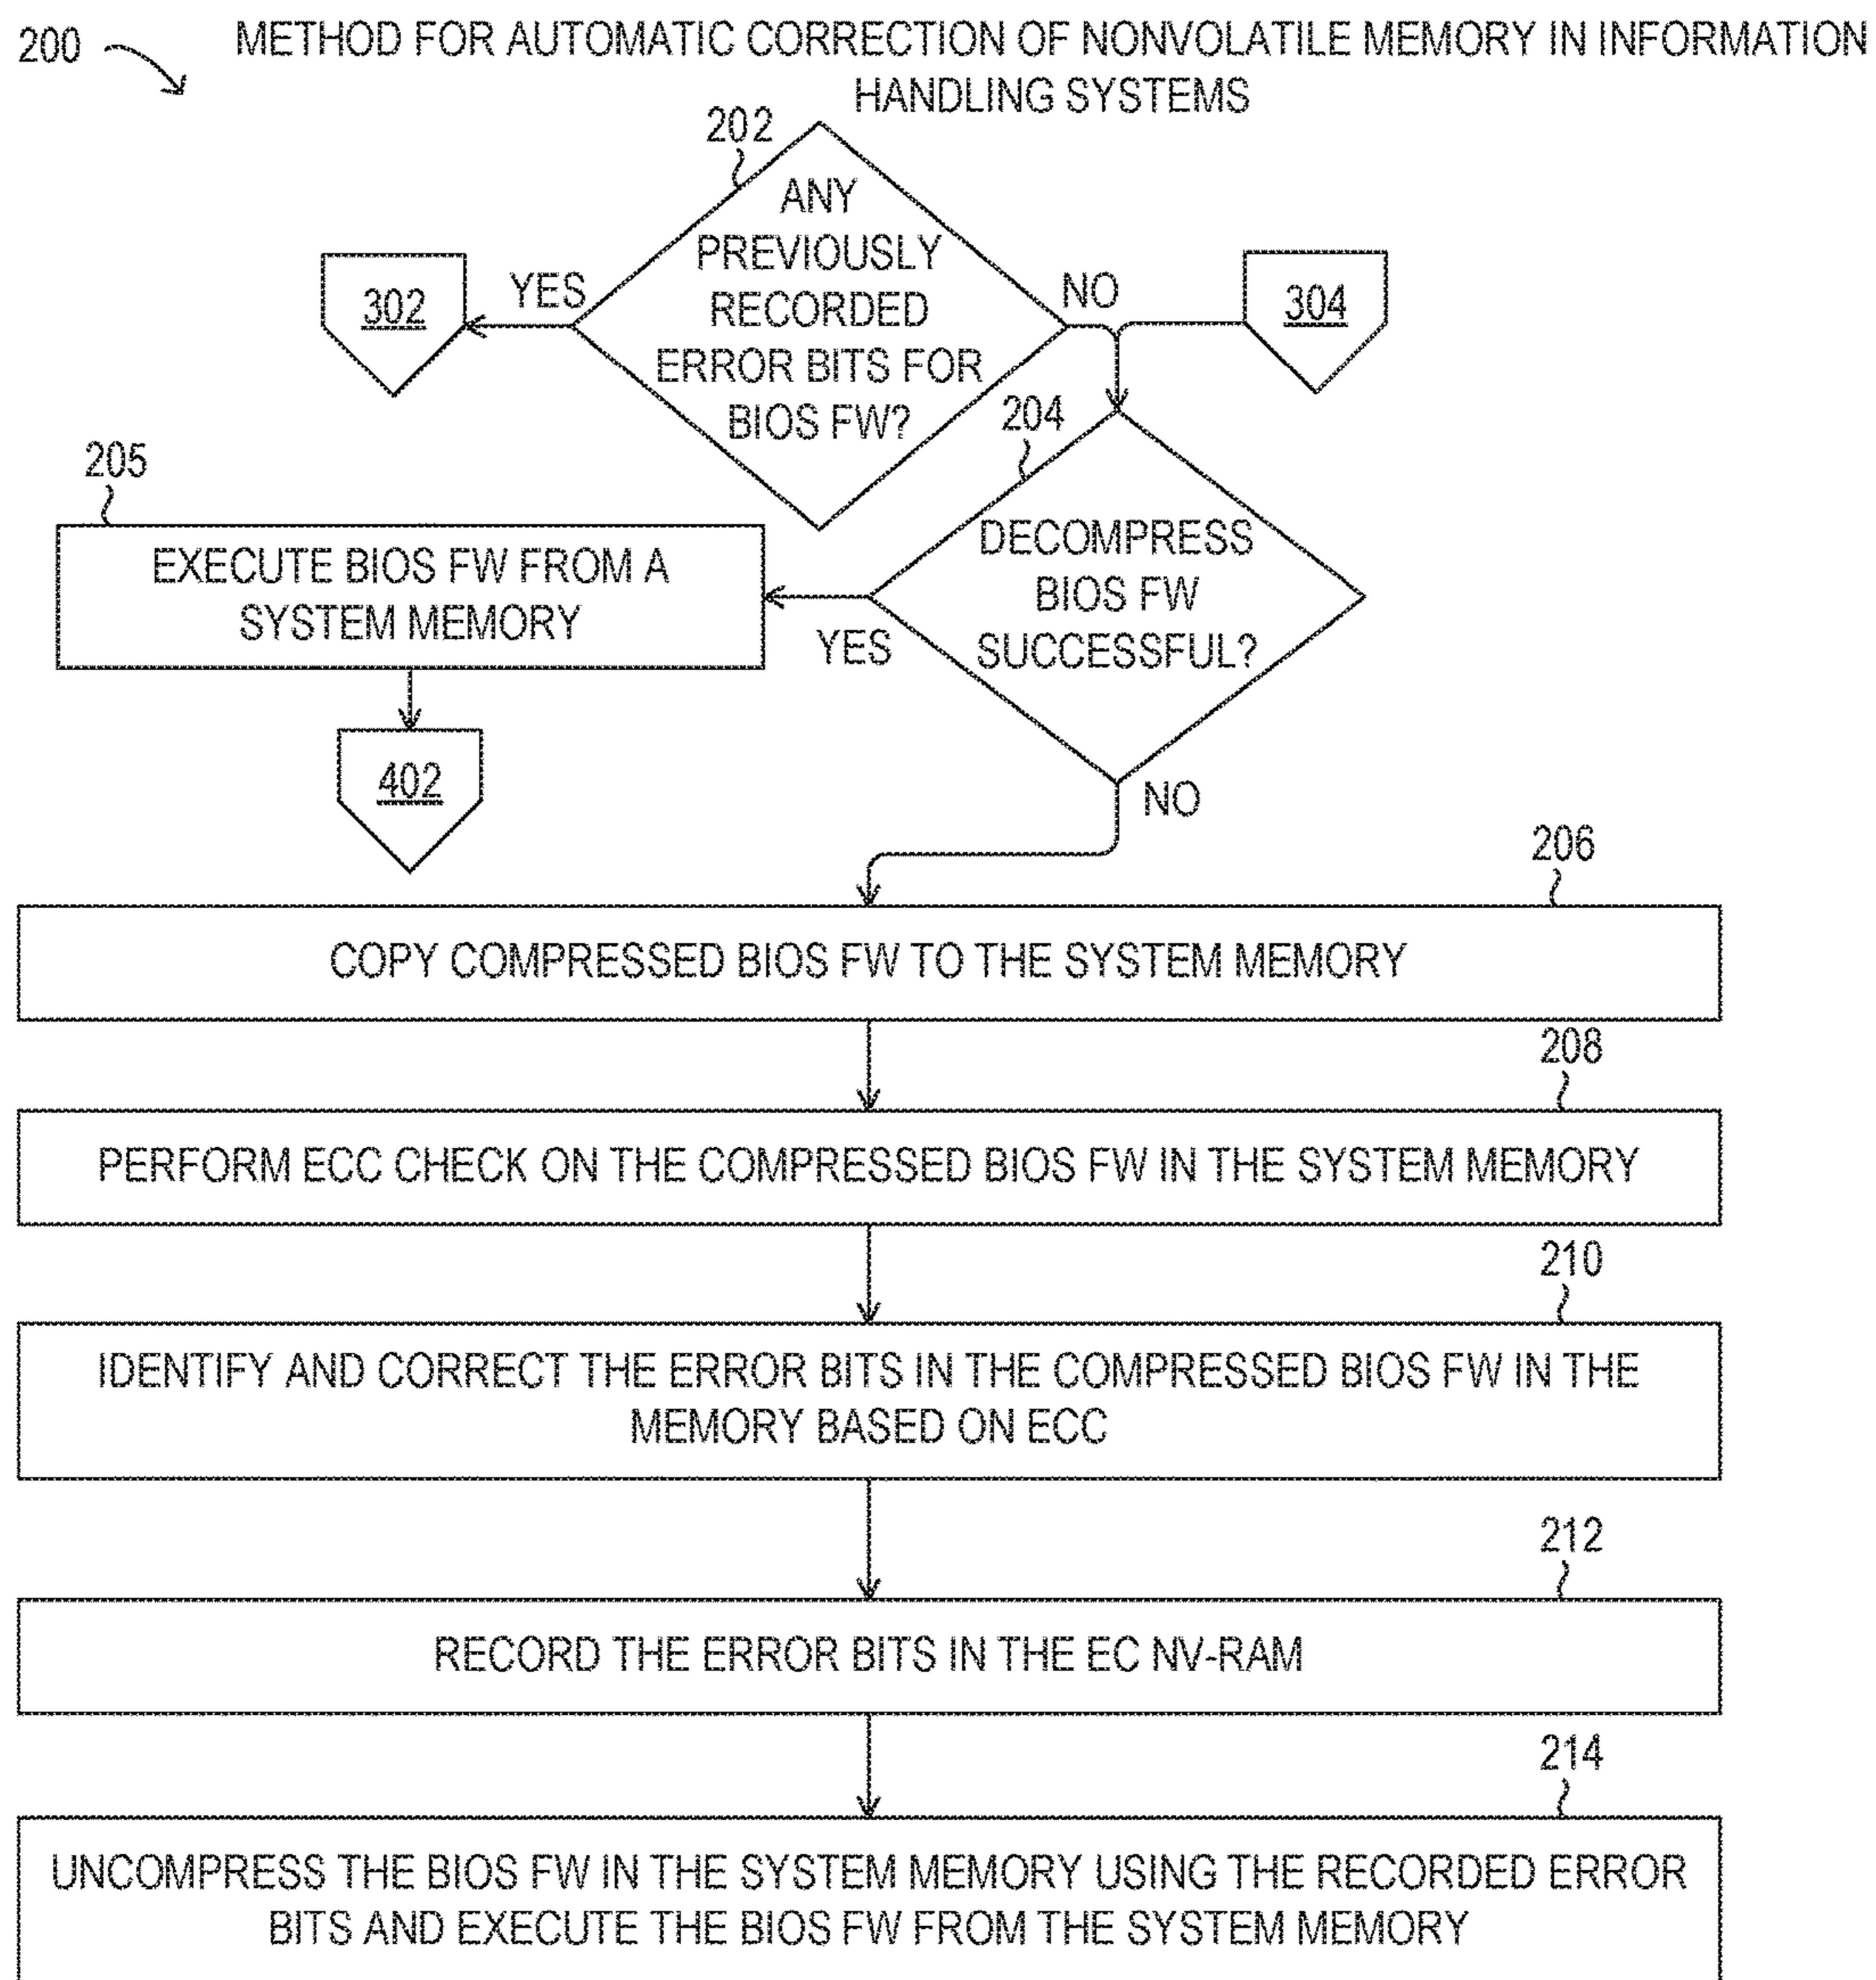 200
METHOD FOR AUTOMATIC CORRECTION OF NONVOLATILE MEMORY IN INFORMATION
HANDLING SYSTEMS
202
ANY
PREVIOUSLY
RECORDED
ERROR BITS FOR
BIOS FW?
YES
302
NO
304
204
DECOMPRESS
BIOS FW
SUCCESSFUL?
YES
205
EXECUTE BIOS FW FROM A
SYSTEM MEMORY
402
NO
206
COPY COMPRESSED BIOS FW TO THE SYSTEM MEMORY
208
PERFORM ECC CHECK ON THE COMPRESSED BIOS FW IN THE SYSTEM MEMORY
210
IDENTIFY AND CORRECT THE ERROR BITS IN THE COMPRESSED BIOS FW IN THE
MEMORY BASED ON ECC
212
RECORD THE ERROR BITS IN THE EC NV-RAM
214
UNCOMPRESS THE BIOS FW IN THE SYSTEM MEMORY USING THE RECORDED ERROR
BITS AND EXECUTE THE BIOS FW FROM THE SYSTEM MEMORY